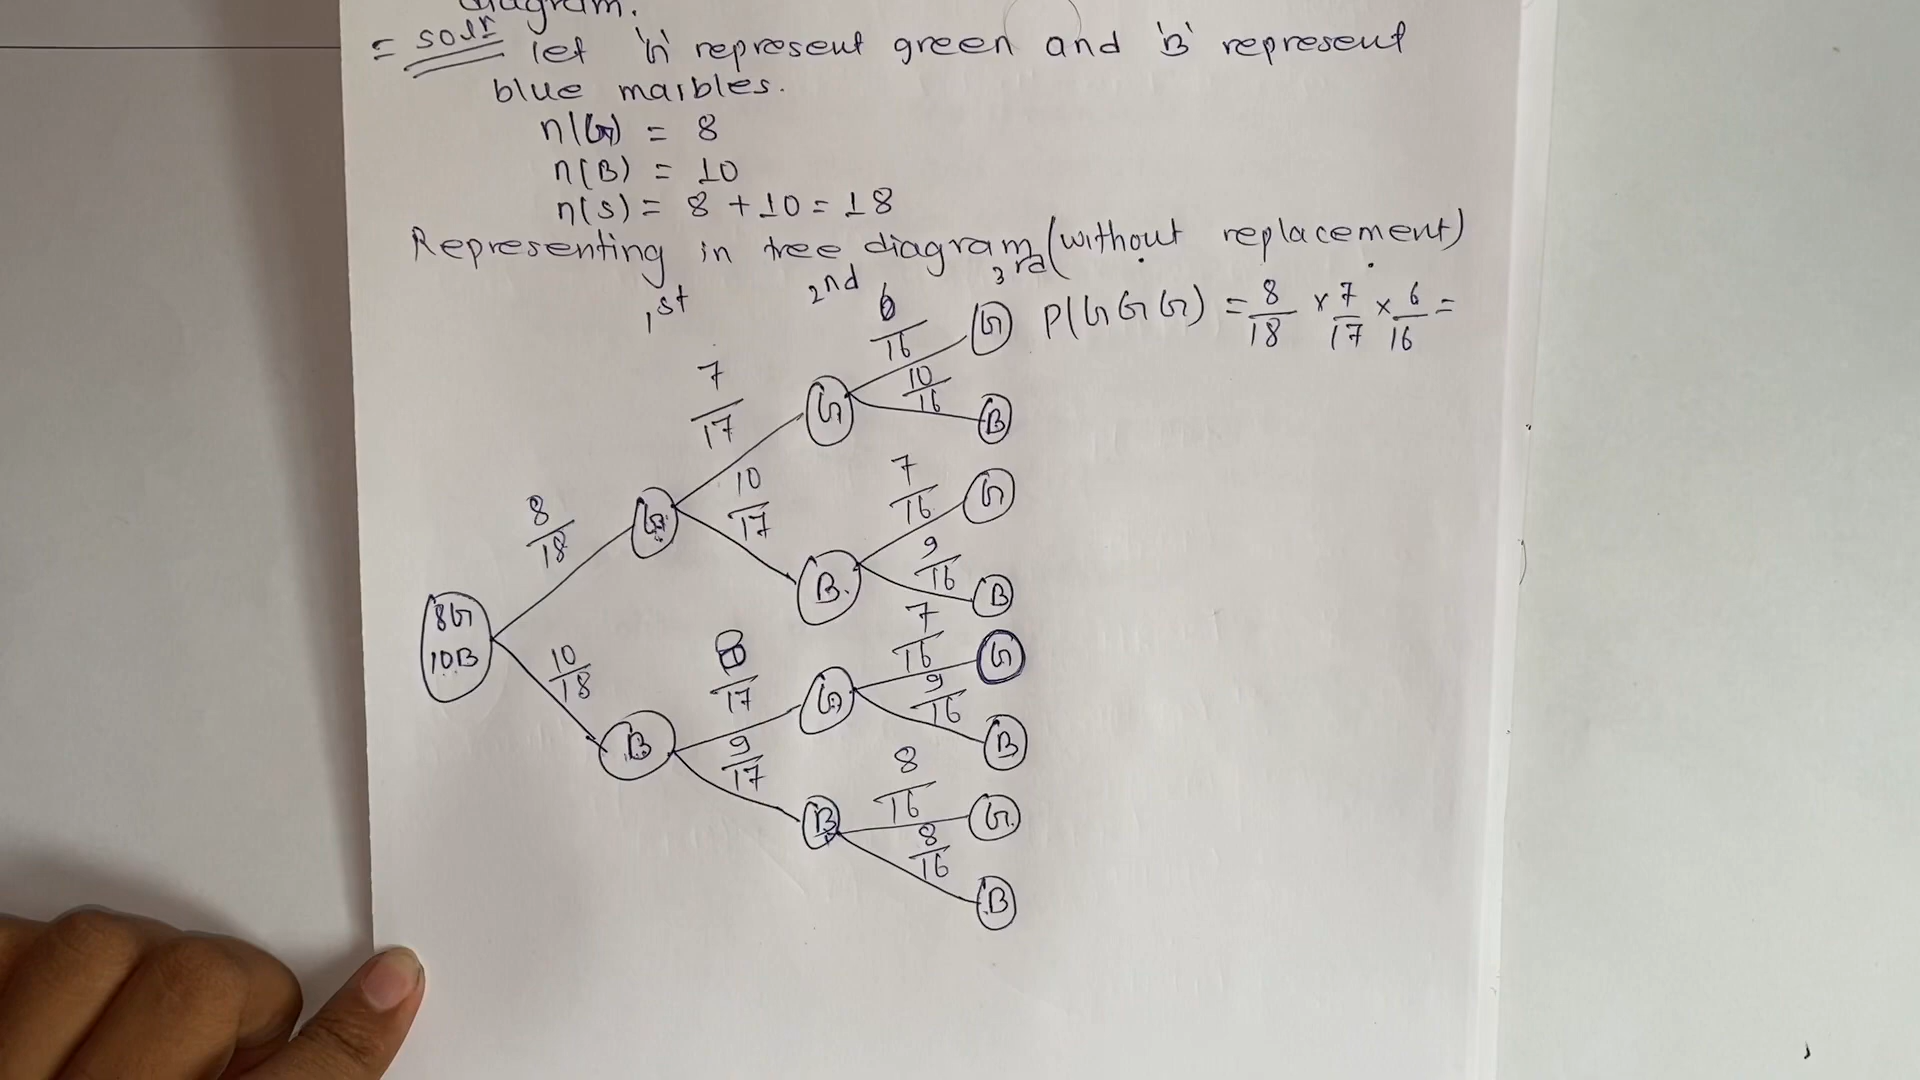 diagram.
= soln let 'G' represent green and 'B' represent
blue marbles.
n(G) = 8
n(B) = 10
n(S) = 8 + 10 = 18
Representing in tree diagram (without replacement)
1st 2nd 3rd
P(GGG) = 8/18 × 7/17 × 6/16 =
6/16 G
7/17 G
10/16 B
8/18 G
7/16 G
10/17 B
9/16 B
8G
10B
7/16 G
8/17 G
9/16 B
10/18 B
8/16 G
9/17 B
8/16 B